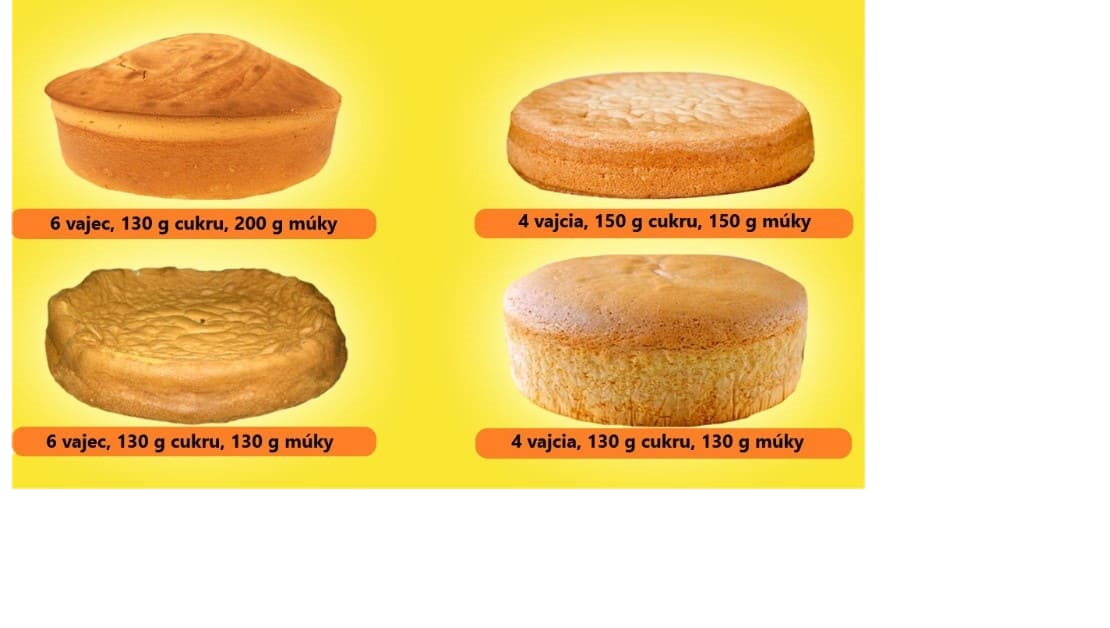 6 vajec, 130 g cukru, 200 g múky
4 vajcia, 150 g cukru, 150 g múky
6 vajec, 130 g cukru, 130 g múky
4 vajcia, 130 g cukru, 130 g múky